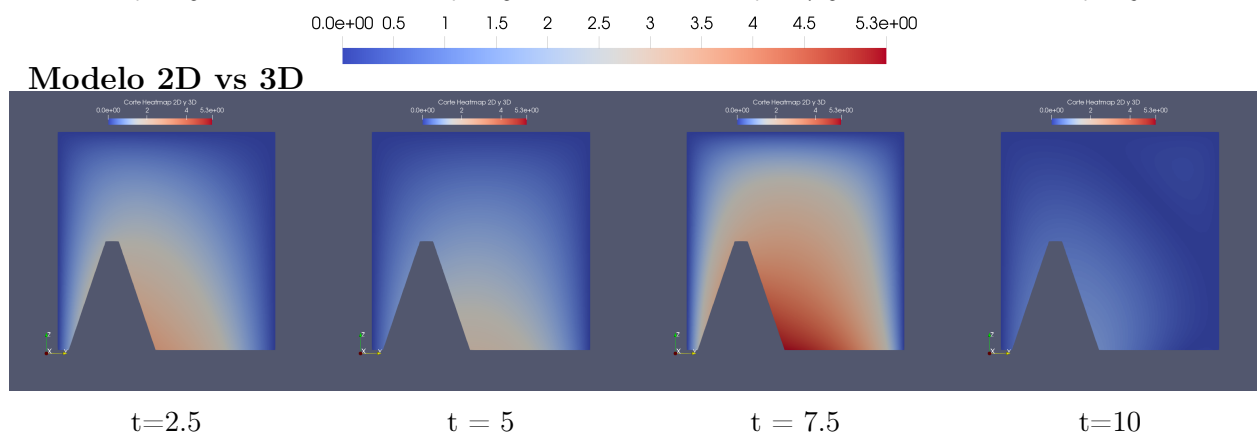 0.0e+00 0.5 1 1.5 2 2.5 3 3.5 4 4.5 5.3e+00
Modelo 2D vs 3D
Corte Heatmap 2D y 3D
0.0e+00 2 4 5.3e+00
Corte Heatmap 2D y 3D
0.0e+00 2 4 5.3e+00
Corte Heatmap 2D y 3D
0.0e+00 2 4 5.3e+00
Corte Heatmap 2D y 3D
0.0e+00 2 4 5.3e+00
Z
X Y
Z
X Y
Z
X Y
Z
X Y
t=2.5
t = 5
t = 7.5
t=10